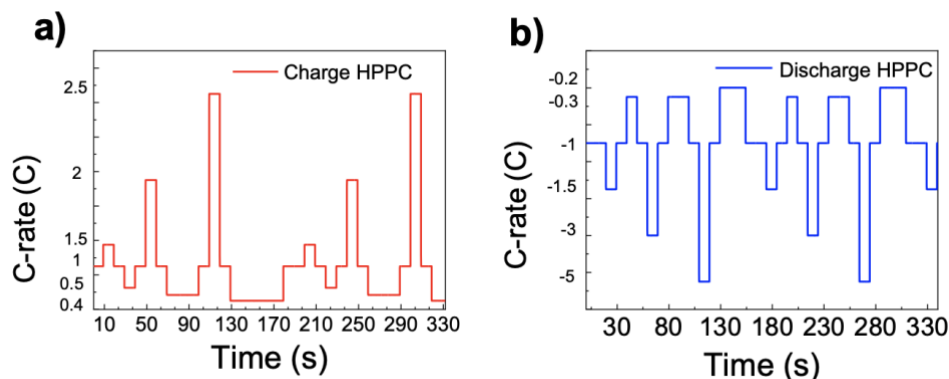 a)
Charge HPPC
2.5
2
1.5
1
0.5
0.4
C-rate (C)
10 50 90 130 170 210 250 290 330
Time (s)
b)
Discharge HPPC
-0.2
-0.3
-1
-1.5
-3
-5
C-rate (C)
30 80 130 180 230 280 330
Time (s)